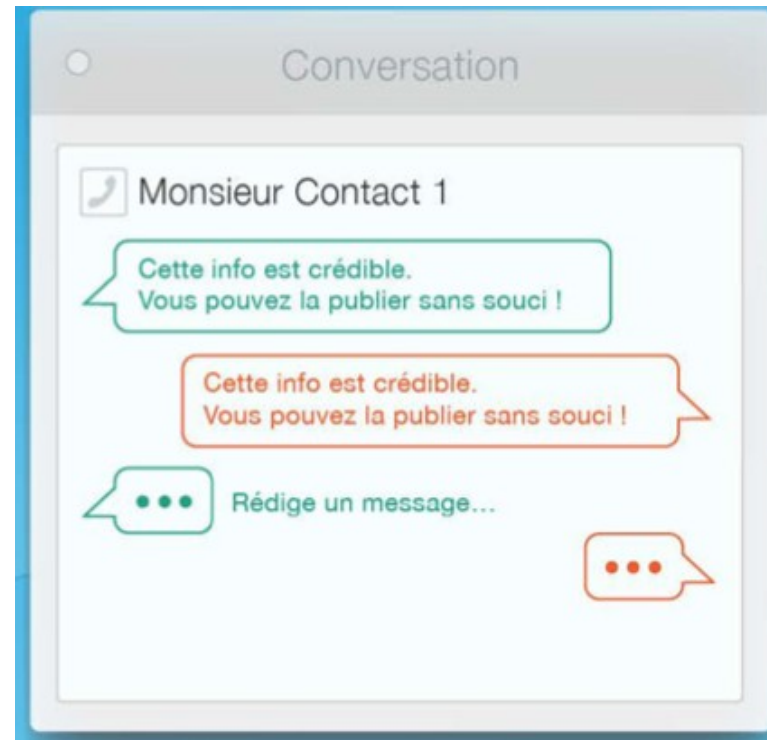 Conversation
Monsieur Contact 1
Cette info est crédible.
Vous pouvez la publier sans souci !
Cette info est crédible.
Vous pouvez la publier sans souci !
Rédige un message...